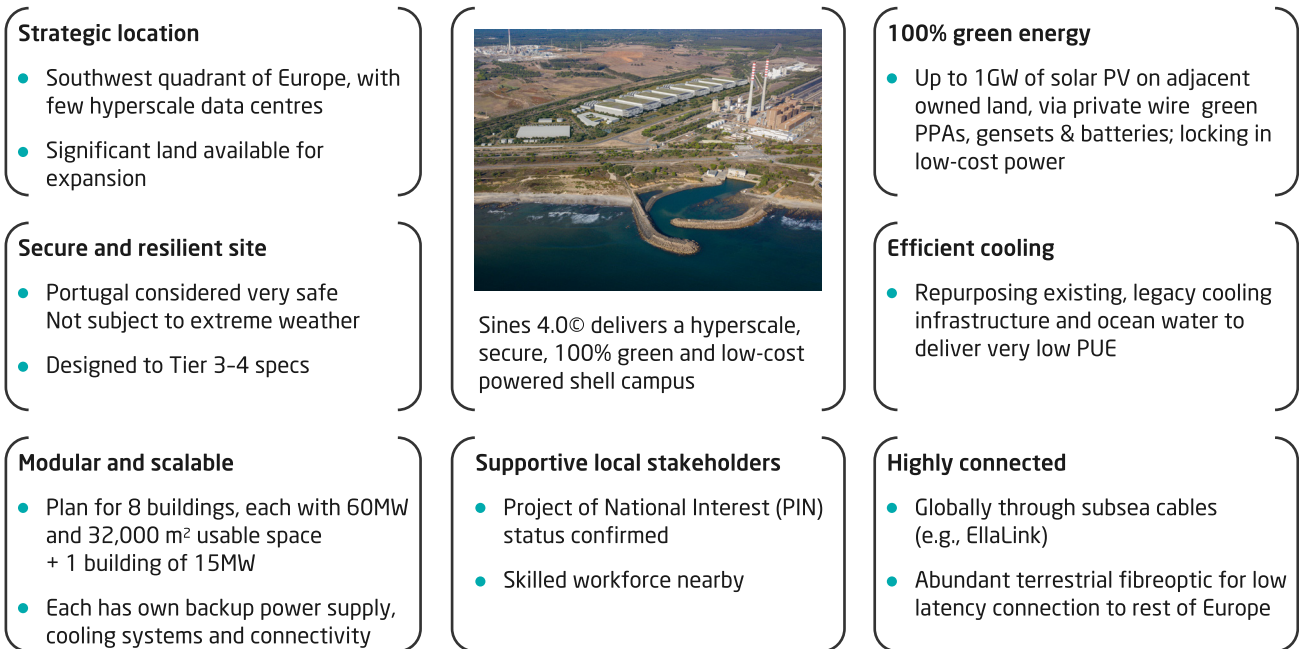 Strategic location
Southwest quadrant of Europe, with
few hyperscale data centres
Significant land available for
expansion
Sines 4.0© delivers a hyperscale,
secure, 100% green and low-cost
powered shell campus
100% green energy
Up to 1GW of solar PV on adjacent
owned land, via private wire  green
PPAs, gensets & batteries; locking in
low-cost power
Secure and resilient site
Portugal considered very safe
Not subject to extreme weather
Designed to Tier 3–4 specs
Efficient cooling
Repurposing existing, legacy cooling
infrastructure and ocean water to
deliver very low PUE
Modular and scalable
Plan for 8 buildings, each with 60MW
and 32,000 m² usable space
+ 1 building of 15MW
Each has own backup power supply,
cooling systems and connectivity
Supportive local stakeholders
Project of National Interest (PIN)
status confirmed
Skilled workforce nearby
Highly connected
Globally through subsea cables
(e.g., EllaLink)
Abundant terrestrial fibreoptic for low
latency connection to rest of Europe